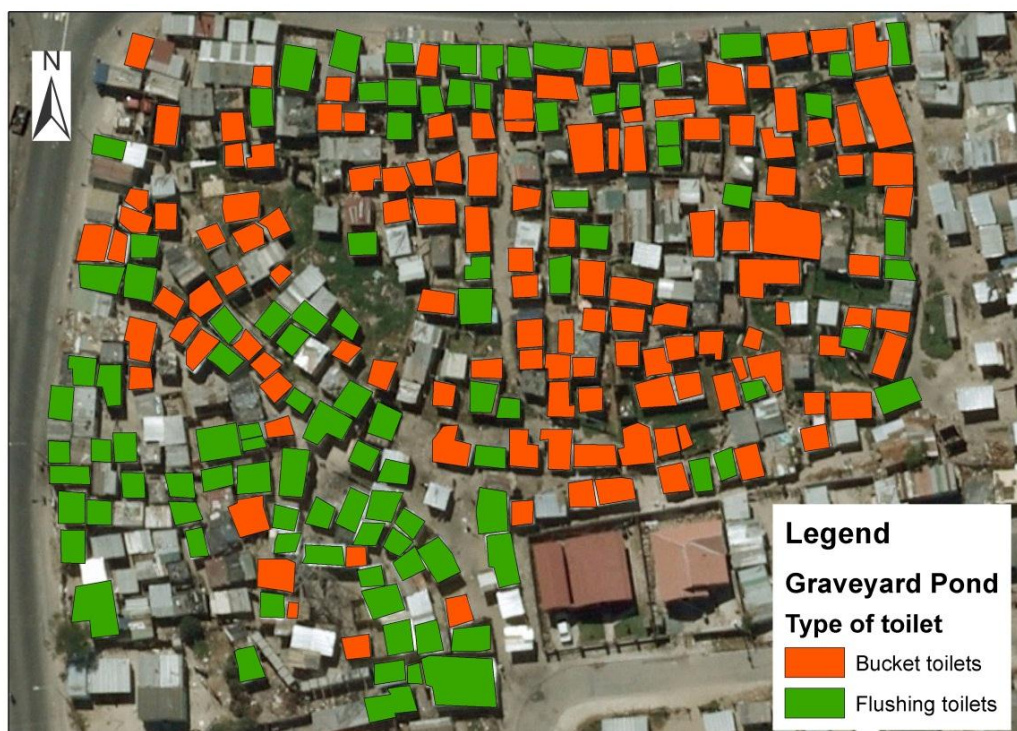 N
Legend
Graveyard Pond
Type of toilet
Bucket toilets
Flushing toilets